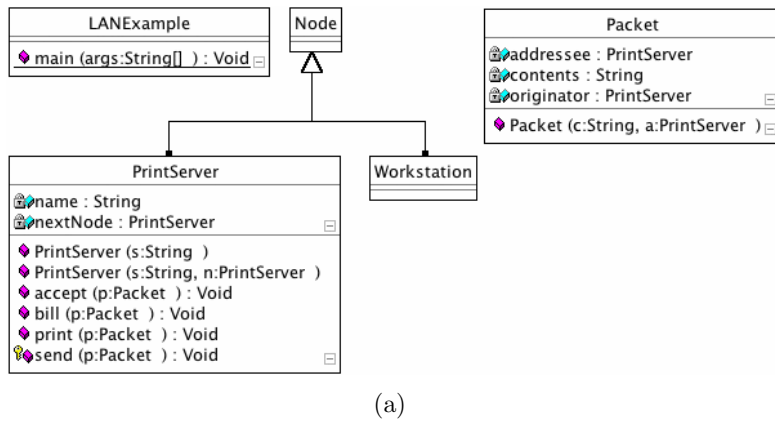 LANExample
main (args:String[] ) : Void
Node
Packet
addressee : PrintServer
contents : String
originator : PrintServer
Packet (c:String, a:PrintServer )
PrintServer
name : String
nextNode : PrintServer
PrintServer (s:String )
PrintServer (s:String, n:PrintServer )
accept (p:Packet ) : Void
bill (p:Packet ) : Void
print (p:Packet ) : Void
send (p:Packet ) : Void
Workstation
(a)